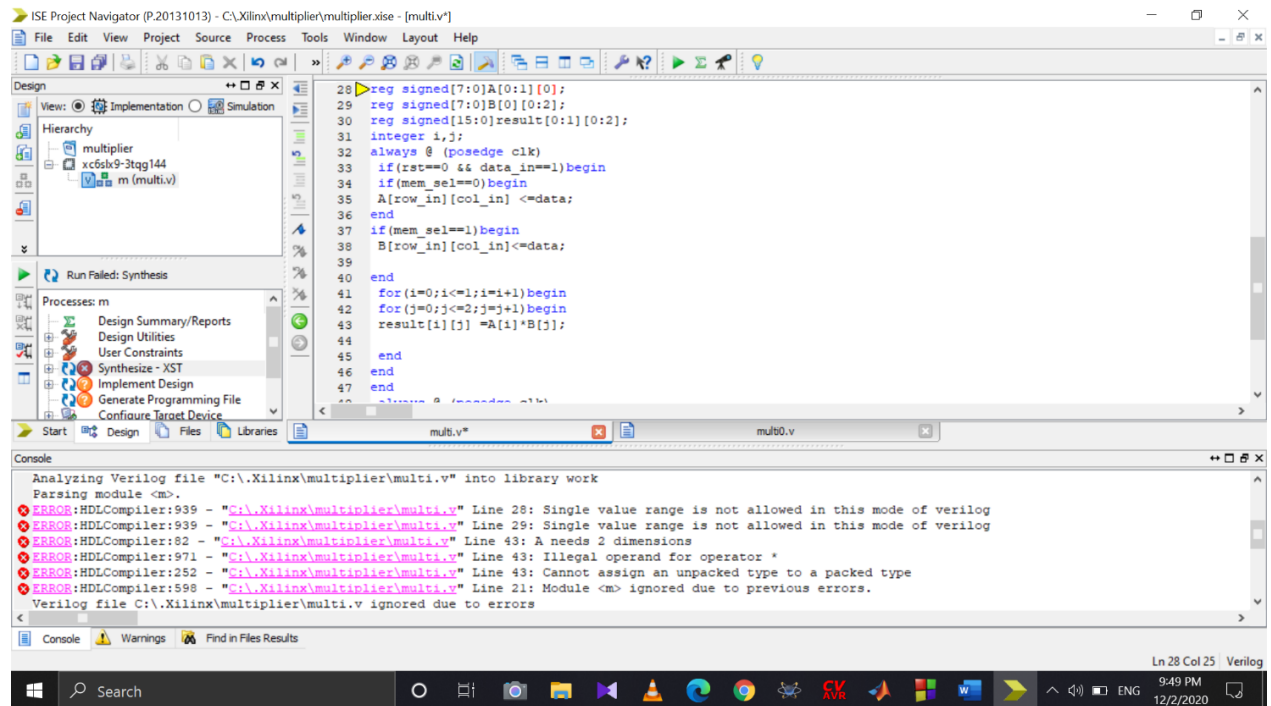 ISE Project Navigator (P.20131013) - C:\.Xilinx\multiplier\multiplier.xise - [multi.v*]
File Edit View Project Source Process Tools Window Layout Help
Design
View: Implementation Simulation
Hierarchy
multiplier
xc6slx9-3tqg144
m (multi.v)
Run Failed: Synthesis
Processes: m
Design Summary/Reports
Design Utilities
User Constraints
Synthesize - XST
Implement Design
Generate Programming File
Configure Target Device
28 reg signed[7:0]A[0:1][0];
29 reg signed[7:0]B[0][0:2];
30 reg signed[15:0]result[0:1][0:2];
31 integer i,j;
32 always @ (posedge clk)
33 if(rst==0 && data_in==1)begin
34 if(mem_sel==0)begin
35 A[row_in][col_in] <=data;
36 end
37 if(mem_sel==1)begin
38 B[row_in][col_in]<=data;
39
40 end
41 for(i=0;i<=1;i=i+1)begin
42 for(j=0;j<=2;j=j+1)begin
43 result[i][j] =A[i]*B[j];
44
45 end
46 end
47 end
48 always @ (posedge clk)
Start Design Files Libraries multi.v* multi0.v
Console
Analyzing Verilog file "C:\.Xilinx\multiplier\multi.v" into library work
Parsing module <m>.
ERROR:HDLCompiler:939 - "C:\.Xilinx\multiplier\multi.v" Line 28: Single value range is not allowed in this mode of verilog
ERROR:HDLCompiler:939 - "C:\.Xilinx\multiplier\multi.v" Line 29: Single value range is not allowed in this mode of verilog
ERROR:HDLCompiler:82 - "C:\.Xilinx\multiplier\multi.v" Line 43: A needs 2 dimensions
ERROR:HDLCompiler:971 - "C:\.Xilinx\multiplier\multi.v" Line 43: Illegal operand for operator *
ERROR:HDLCompiler:252 - "C:\.Xilinx\multiplier\multi.v" Line 43: Cannot assign an unpacked type to a packed type
ERROR:HDLCompiler:598 - "C:\.Xilinx\multiplier\multi.v" Line 21: Module <m> ignored due to previous errors.
Verilog file C:\.Xilinx\multiplier\multi.v ignored due to errors
Console Warnings Find in Files Results
Ln 28 Col 25 Verilog
Search
CV
AVR
ENG
9:49 PM
12/2/2020